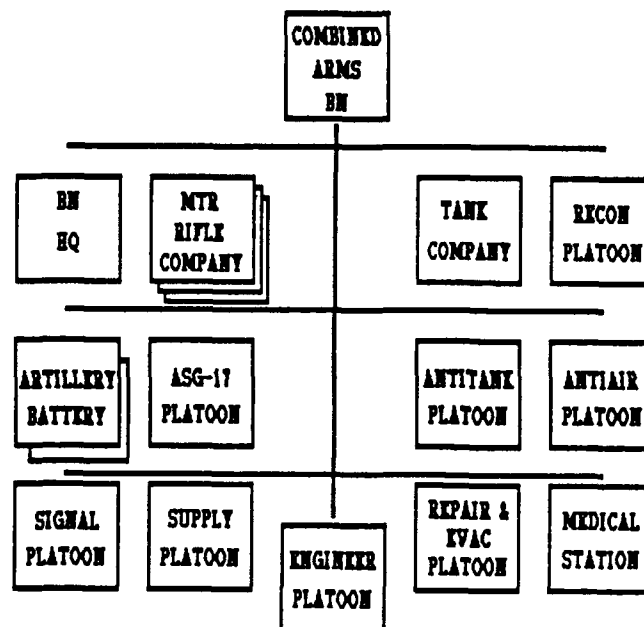 COMBINED
ARMS
BN
BN
HQ
MTR
RIFLE
COMPANY
TANK
COMPANY
RECON
PLATOON
ARTILLERY
BATTERY
ASG-17
PLATOON
ANTITANK
PLATOON
ANTIAIR
PLATOON
SIGNAL
PLATOON
SUPPLY
PLATOON
ENGINEER
PLATOON
REPAIR &
EVAC
PLATOON
MEDICAL
STATION